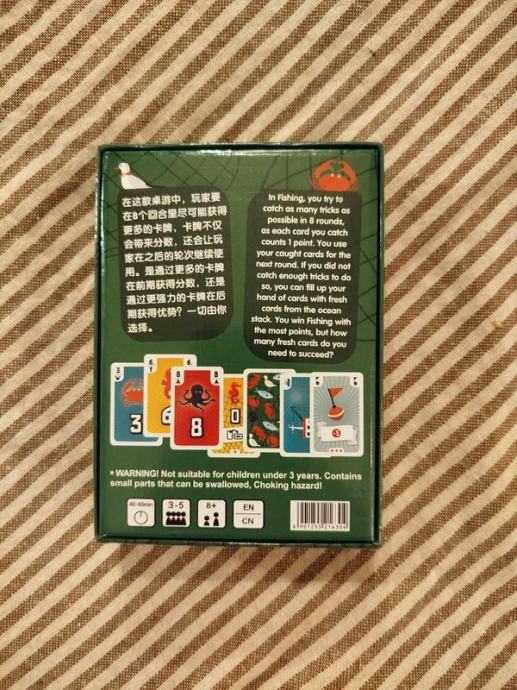 在这款桌游中，玩家要
在8个回合里尽可能获得
更多的卡牌，卡牌不仅
会带来分数，还会让玩
家在之后的轮次继续使
用。是通过更多的卡牌
在前期获得分数，还是
通过更强力的卡牌在后
期获得优势？一切由你
选择。
In Fishing, you try to
catch as many tricks as
possible in 8 rounds,
as each card you catch
counts 1 point. You use
your caught cards for the
next round. If you did not
catch enough tricks to do
so, you can fill up your
hand of cards with fresh
cards from the ocean
stack. You win Fishing with
the most points, but how
many fresh cards do you
need to succeed?
3
6
6
8
8
8
0
3
WARNING! Not suitable for children under 3 years. Contains
small parts that can be swallowed, Choking hazard!
40-60min
3-5
8+
EN
CN
6901255216304